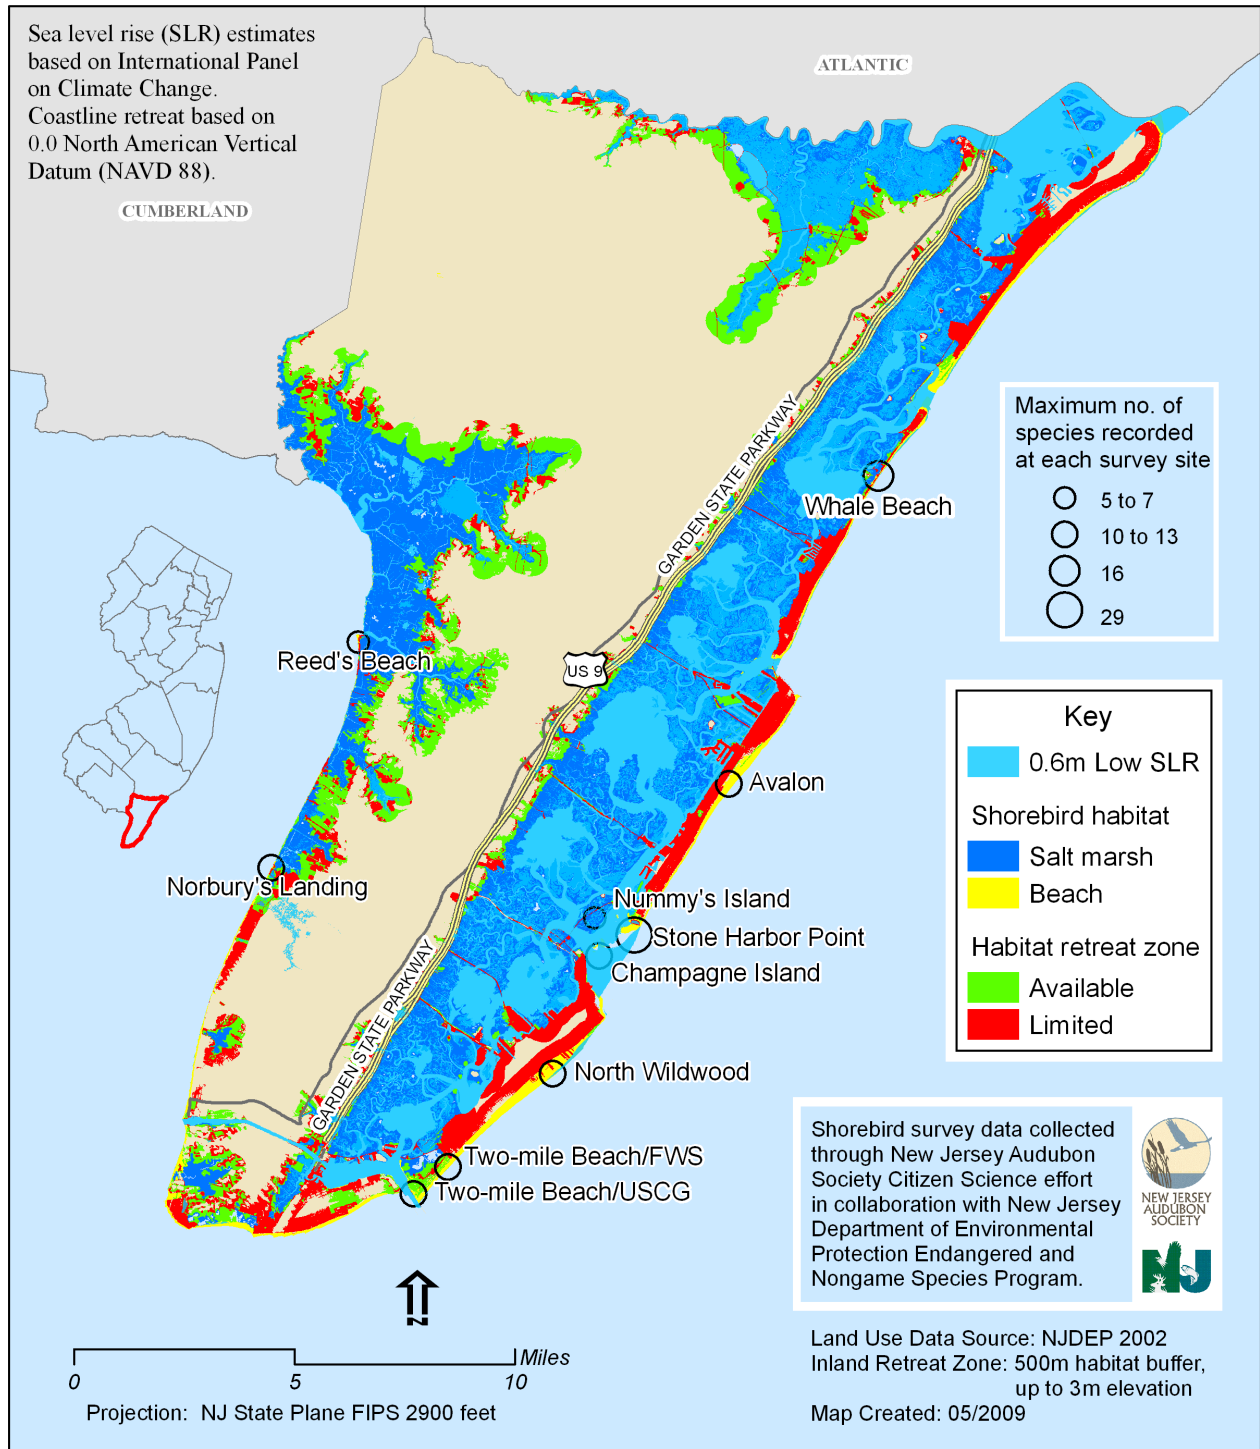 Sea level rise (SLR) estimates
based on International Panel
on Climate Change.
Coastline retreat based on
0.0 North American Vertical
Datum (NAVD 88).
ATLANTIC
CUMBERLAND
GARDEN STATE PARKWAY
Maximum no. of
species recorded
at each survey site
5 to 7
10 to 13
16
29
Whale Beach
Reed's Beach
US 9
Key
0.6m Low SLR
Shorebird habitat
Salt marsh
Beach
Habitat retreat zone
Available
Limited
Avalon
Norbury's Landing
Nummy's Island
Stone Harbor Point
Champagne Island
GARDEN STATE PARKWAY
North Wildwood
Two-mile Beach/FWS
Two-mile Beach/USCG
Shorebird survey data collected
through New Jersey Audubon
Society Citizen Science effort
in collaboration with New Jersey
Department of Environmental
Protection Endangered and
Nongame Species Program.
NEW JERSEY
AUDUBON
SOCIETY
NJ
N
Miles
0 5 10
Projection: NJ State Plane FIPS 2900 feet
Land Use Data Source: NJDEP 2002
Inland Retreat Zone: 500m habitat buffer,
up to 3m elevation
Map Created: 05/2009